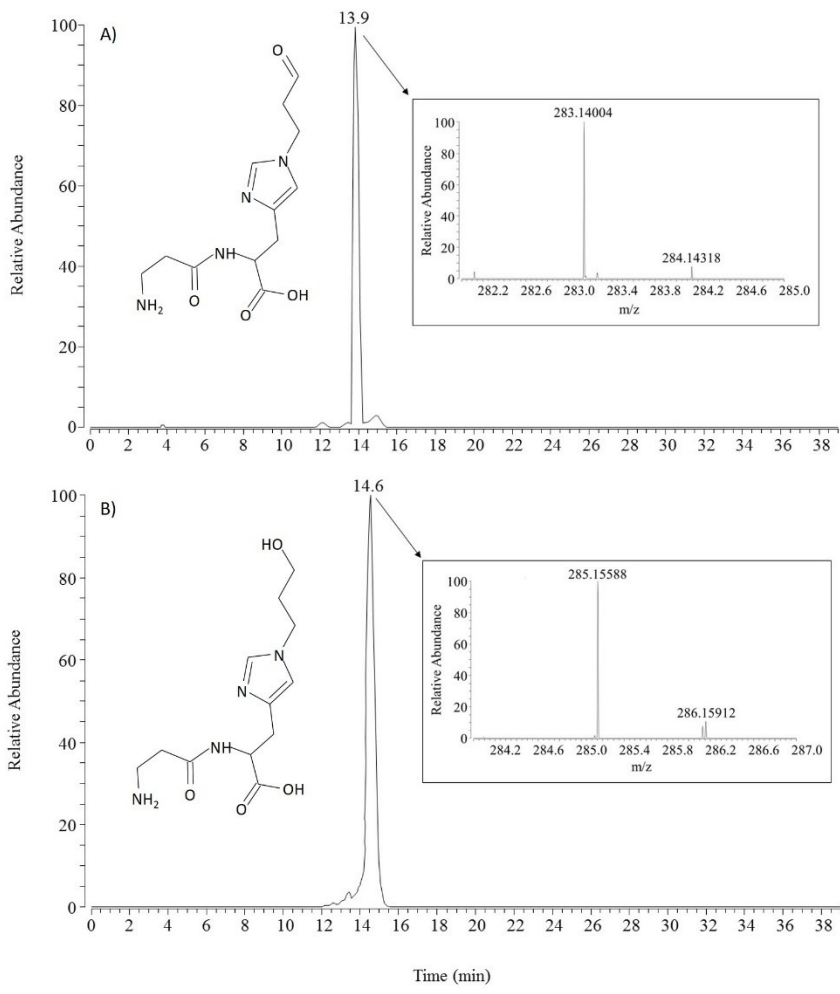 A)
13.9
100
80
60
40
20
0
Relative Abundance
O
N
N
NH
O
NH2
O
OH
283.14004
284.14318
100
80
60
40
20
0
Relative Abundance
282.2 282.6 283.0 283.4 283.8 284.2 284.6 285.0
m/z
0 2 4 6 8 10 12 14 16 18 20 22 24 26 28 30 32 34 36 38
B)
14.6
100
80
60
40
20
0
Relative Abundance
HO
N
N
NH
O
NH2
O
OH
285.15588
286.15912
100
80
60
40
20
0
Relative Abundance
284.2 284.6 285.0 285.4 285.8 286.2 286.6 287.0
m/z
0 2 4 6 8 10 12 14 16 18 20 22 24 26 28 30 32 34 36 38
Time (min)